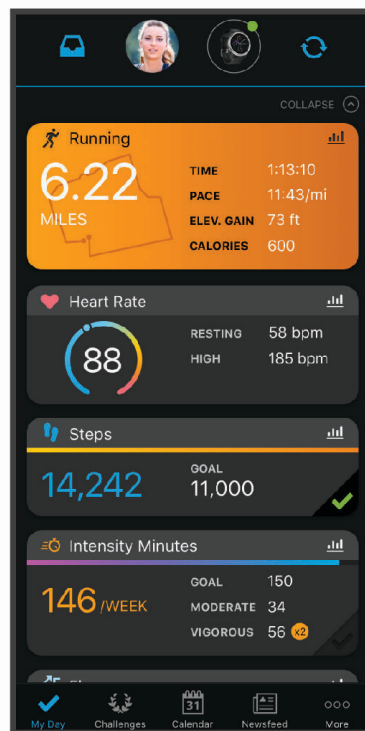 COLLAPSE
Running
6.22
MILES
TIME 1:13:10
PACE 11:43/mi
ELEV. GAIN 73 ft
CALORIES 600
Heart Rate
88
RESTING 58 bpm
HIGH 185 bpm
Steps
14,242
GOAL
11,000
Intensity Minutes
146 /WEEK
GOAL 150
MODERATE 34
VIGOROUS 56 x2
31
My Day Challenges Calendar Newsfeed More